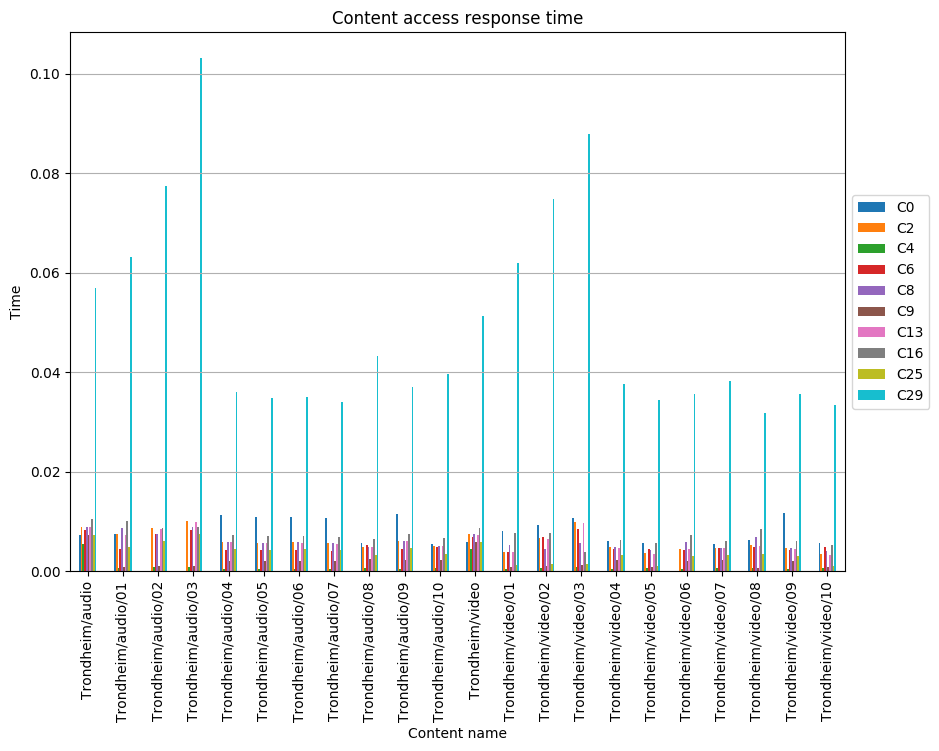 Content access response time
0.10
0.08
0.06
0.04
0.02
0.00
Time
C0
C2
C4
C6
C8
C9
C13
C16
C25
C29
Trondheim/audio
Trondheim/audio/01
Trondheim/audio/02
Trondheim/audio/03
Trondheim/audio/04
Trondheim/audio/05
Trondheim/audio/06
Trondheim/audio/07
Trondheim/audio/08
Trondheim/audio/09
Trondheim/audio/10
Trondheim/video
Trondheim/video/01
Trondheim/video/02
Trondheim/video/03
Trondheim/video/04
Trondheim/video/05
Trondheim/video/06
Trondheim/video/07
Trondheim/video/08
Trondheim/video/09
Trondheim/video/10
Content name